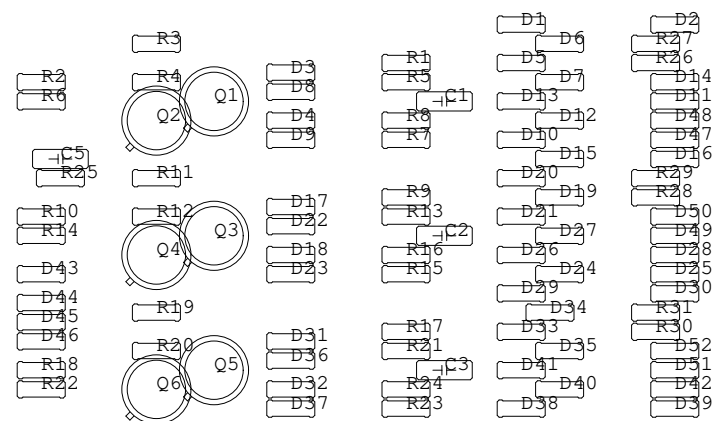 D1 D2
R3 D6 R27
R1 D5 R26
D3
R2 R4 R5 D7 D14
D8
R6 Q1 C1 D13 D11
Q2 D4 R8 D12 D48
D9 R7 D10 D47
C5 D15 D16
R25 R11 D20 R29
R9 D19 R28
D17
R10 R12 R13 D21 D50
D22
R14 Q3 C2 D27 D49
Q4 D18 R16 D26 D28
D43 D23 R15 D24 D25
D29 D30
D44
R19 D34 R31
D45
R17 D33 R30
D46 D31
R20 R21 D35 D52
D36
R18 Q5 C3 D41 D51
R22 Q6 D32 R24 D40 D42
D37 R23 D38 D39